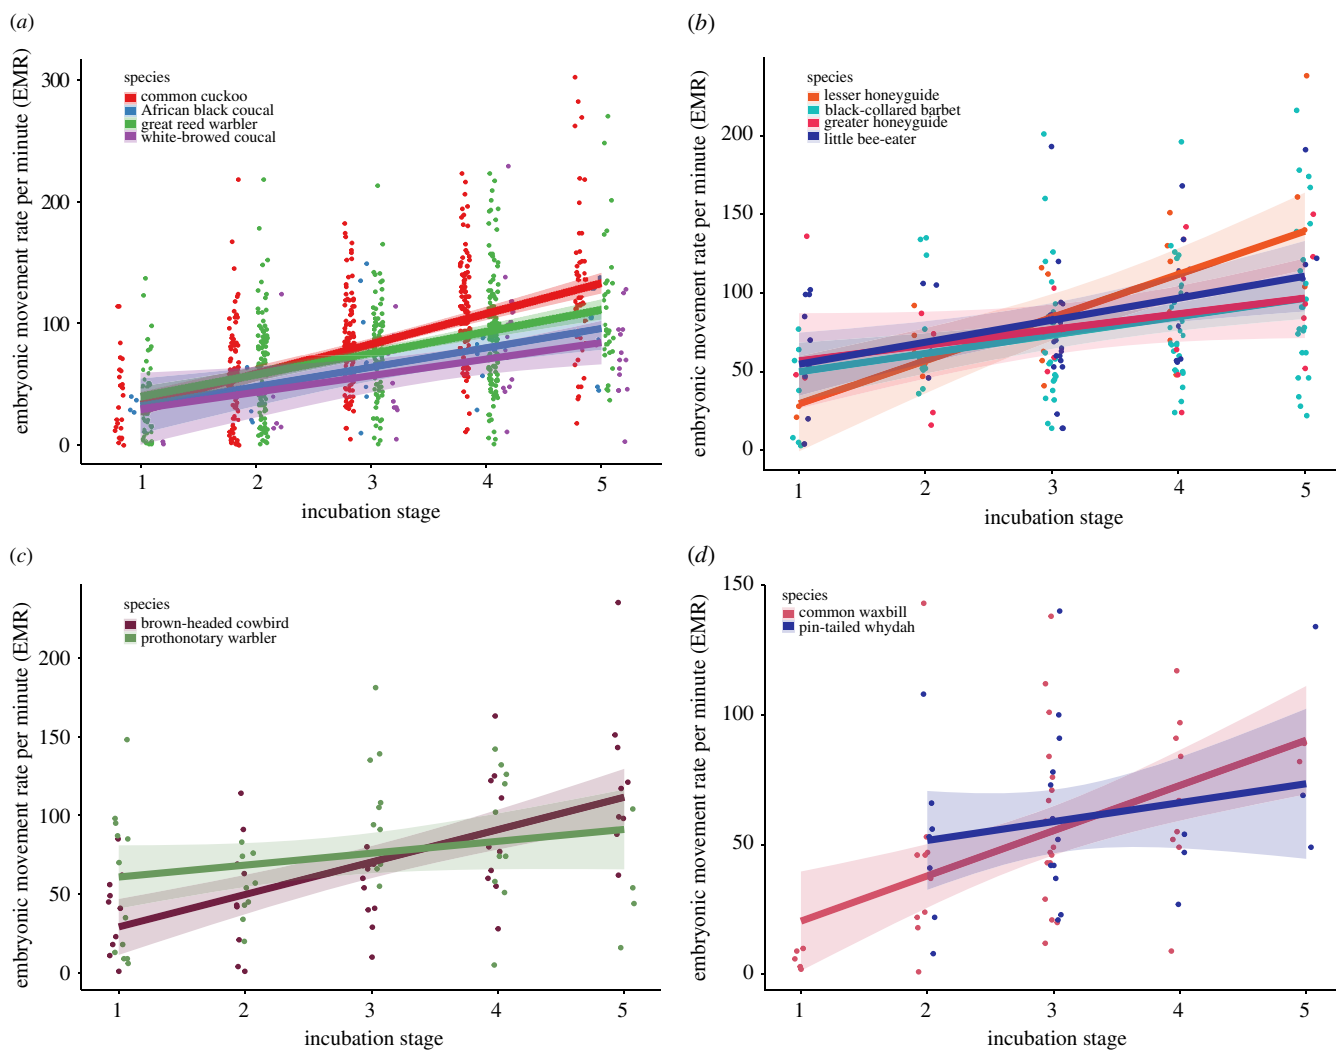 (a)
embryonic movement rate per minute (EMR)
300
200
100
0
species
common cuckoo
African black coucal
great reed warbler
white-browed coucal
1 2 3 4 5
incubation stage
(b)
embryonic movement rate per minute (EMR)
200
150
100
50
0
species
lesser honeyguide
black-collared barbet
greater honeyguide
little bee-eater
1 2 3 4 5
incubation stage
(c)
embryonic movement rate per minute (EMR)
200
150
100
50
0
species
brown-headed cowbird
prothonotary warbler
1 2 3 4 5
incubation stage
(d)
embryonic movement rate per minute (EMR)
150
100
50
0
species
common waxbill
pin-tailed whydah
1 2 3 4 5
incubation stage